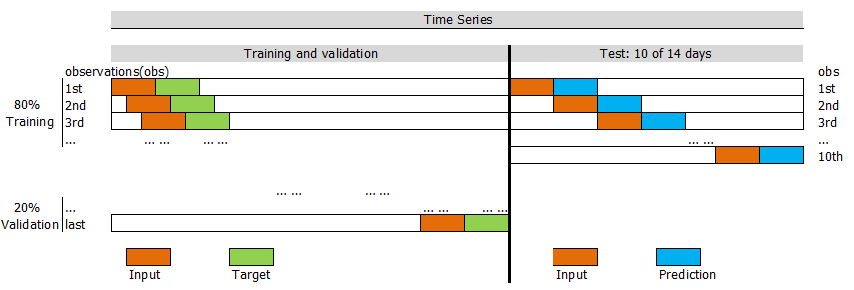 Time Series
Training and validation Test: 10 of 14 days
observations(obs) obs
1st 1st
80% 2nd 2nd
Training 3rd 3rd
... ... ... ... ... ... ... ...
10th
... ... ... ...
20% ... ... ... ... ...
Validation last
Input Target Input Prediction